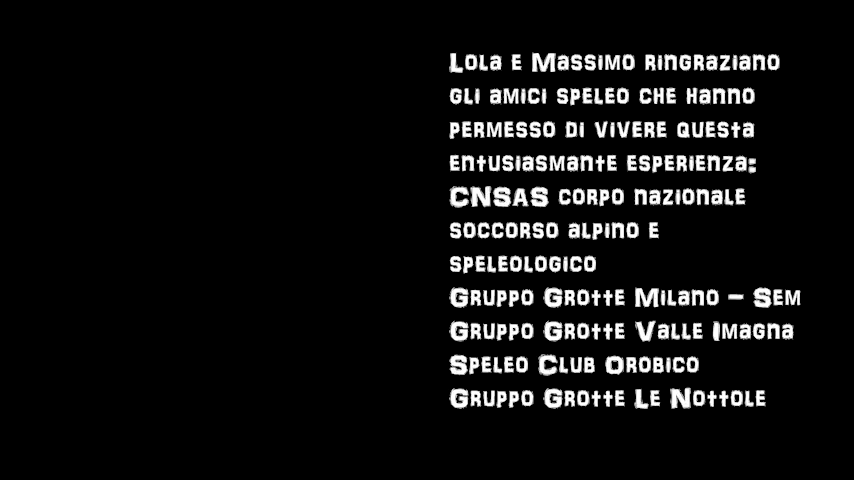 Lola e Massimo ringraziano
gli amici speleo che hanno
permesso di vivere questa
entusiasmante esperienza:
CNSAS corpo nazionale
soccorso alpino e
speleologico
Gruppo Grotte Milano - Sem
Gruppo Grotte Valle Imagna
Speleo Club Orobico
Gruppo Grotte Le Nottole